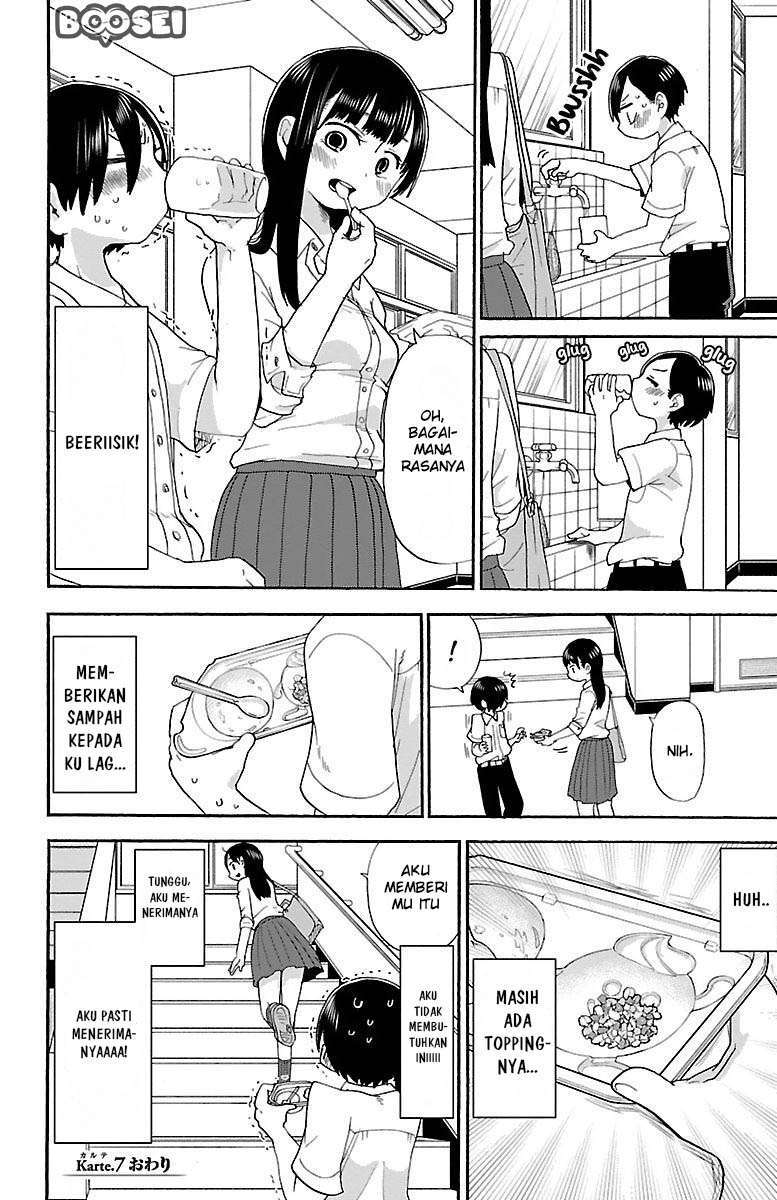 BOOSEI
Bwsshh
glug
glug
glug
OH,
BAGAI-
MANA
RASANYA
BEERIISIK!
!
NIH.
MEM-
BERIKAN
SAMPAH
KEPADA
KU LAG...
HUH..
MASIH
ADA
TOPPING-
NYA...
AKU
MEMBERI
MU ITU
AKU
TIDAK
MEMBU-
TUHKAN
INIIIII
TUNGGU,
AKU ME-
NERIMANYA
AKU PASTI
MENERIMA-
NYAAAA!
カルテ
Karte.7 おわり